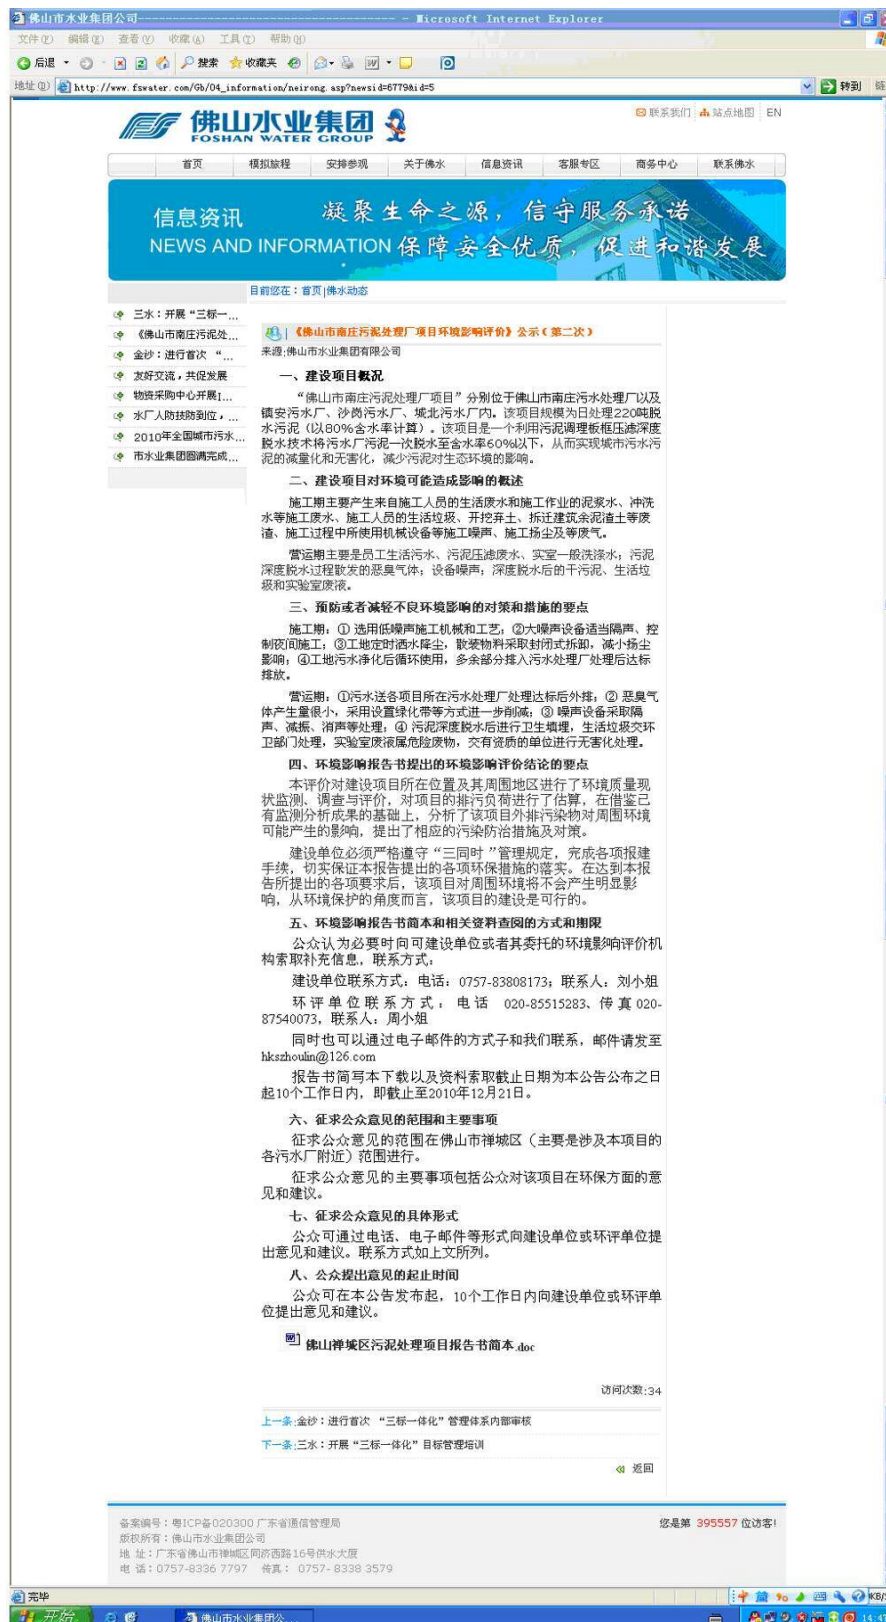 佛山市水业集团公司---------------------------------------- - Microsoft Internet Explorer
文件(F) 编辑(E) 查看(V) 收藏(A) 工具(T) 帮助(H)
后退 搜索 收藏夹
地址(D) http://www.fswater.com/Gb/04_information/neirong.asp?newsid=6779&id=5 转到 链
联系我们 站点地图 EN
佛山水业集团
FOSHAN WATER GROUP
首页 模拟旅程 安排参观 关于佛水 信息资讯 客服专区 商务中心 联系佛水
信息资讯 凝聚生命之源，信守服务承诺
NEWS AND INFORMATION 保障安全优质，促进和谐发展
目前您在：首页|佛水动态
三水：开展“三标一...
《佛山市南庄污泥处...
金沙：进行首次 “...
友好交流，共促发展
物资采购中心开展I...
水厂人防技防到位，...
2010年全国城市污水...
市水业集团圆满完成...
|《佛山市南庄污泥处理厂项目环境影响评价》公示（第二次）
来源:佛山市水业集团有限公司
一、建设项目概况
“佛山市南庄污泥处理厂项目”分别位于佛山市南庄污水处理厂以及
镇安污水厂、沙岗污水厂、城北污水厂内。该项目规模为日处理220吨脱
水污泥（以80%含水率计算）。该项目是一个利用污泥调理板框压滤深度
脱水技术将污水厂污泥一次脱水至含水率60%以下，从而实现城市污水污
泥的减量化和无害化，减少污泥对生态环境的影响。
二、建设项目对环境可能造成影响的概述
施工期主要产生来自施工人员的生活废水和施工作业的泥浆水、冲洗
水等施工废水、施工人员的生活垃圾、开挖弃土、拆迁建筑余泥渣土等废
渣、施工过程中所使用机械设备等施工噪声、施工扬尘及等废气。
营运期主要是员工生活污水、污泥压滤废水、实室一般洗涤水；污泥
深度脱水过程散发的恶臭气体；设备噪声；深度脱水后的干污泥、生活垃
圾和实验室废液。
三、预防或者减轻不良环境影响的对策和措施的要点
施工期：① 选用低噪声施工机械和工艺；②大噪声设备适当隔声、控
制夜间施工；③工地定时洒水降尘，散装物料采取封闭式拆卸，减小扬尘
影响；④工地污水净化后循环使用，多余部分排入污水处理厂处理后达标
排放。
营运期：①污水送各项目所在污水处理厂处理达标后外排；② 恶臭气
体产生量很小，采用设置绿化带等方式进一步削减；③ 噪声设备采取隔
声、减振、消声等处理；④ 污泥深度脱水后进行卫生填埋，生活垃圾交环
卫部门处理，实验室废液属危险废物，交有资质的单位进行无害化处理。
四、环境影响报告书提出的环境影响评价结论的要点
本评价对建设项目所在位置及其周围地区进行了环境质量现
状监测、调查与评价，对项目的排污负荷进行了估算，在借鉴已
有监测分析成果的基础上，分析了该项目外排污染物对周围环境
可能产生的影响，提出了相应的污染防治措施及对策。
建设单位必须严格遵守“三同时”管理规定，完成各项报建
手续，切实保证本报告提出的各项环保措施的落实。在达到本报
告所提出的各项要求后，该项目对周围环境将不会产生明显影
响，从环境保护的角度而言，该项目的建设是可行的。
五、环境影响报告书简本和相关资料查阅的方式和期限
公众认为必要时向可建设单位或者其委托的环境影响评价机
构索取补充信息，联系方式：
建设单位联系方式：电话：0757-83808173；联系人：刘小姐
环评单位联系方式：电话 020-85515283、传真020-
87540073，联系人：周小姐
同时也可以通过电子邮件的方式子和我们联系，邮件请发至
hkszhoulin@126.com
报告书简写本下载以及资料索取截止日期为本公告公布之日
起10个工作日内，即截止至2010年12月21日。
六、征求公众意见的范围和主要事项
征求公众意见的范围在佛山市禅城区（主要是涉及本项目的
各污水厂附近）范围进行。
征求公众意见的主要事项包括公众对该项目在环保方面的意
见和建议。
七、征求公众意见的具体形式
公众可通过电话、电子邮件等形式向建设单位或环评单位提
出意见和建议。联系方式如上文所列。
八、公众提出意见的起止时间
公众可在本公告发布起，10个工作日内向建设单位或环评单
位提出意见和建议。
佛山禅城区污泥处理项目报告书简本.doc
访问次数:34
上一条:金沙：进行首次 “三标一体化”管理体系内部审核
下一条:三水：开展“三标一体化”目标管理培训
返回
备案编号：粤ICP备020300 广东省通信管理局 您是第 395557 位访客!
版权所有：佛山市水业集团公司
地 址：广东省佛山市禅城区同济西路16号供水大厦
电 话：0757-8336 7797 传真： 0757- 8338 3579
完毕 KB/
开始 佛山市水业集团公...